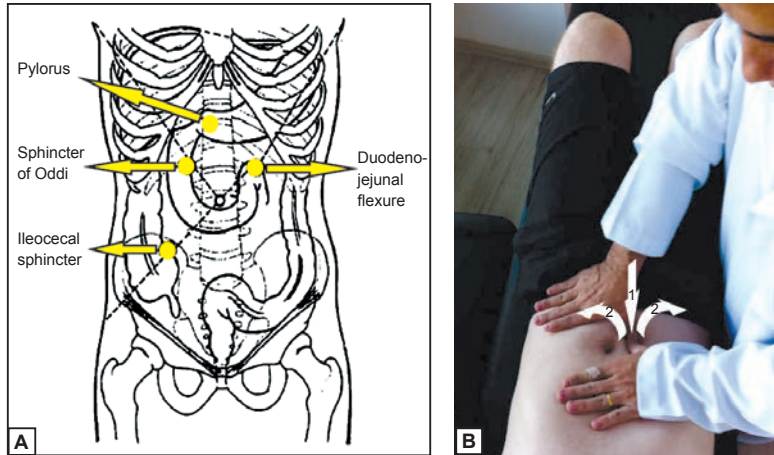 Pylorus
Sphincter
of Oddi
Duodeno-
jejunal
flexure
Ileocecal
sphincter
A
1
2
2
B